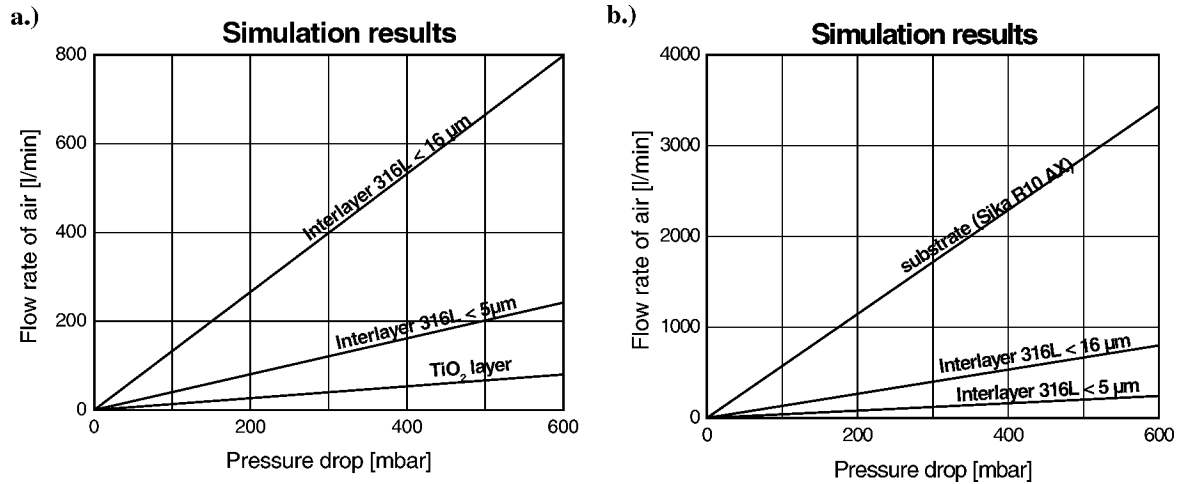 a.)
Simulation results
800
600
400
200
0
Flow rate of air [l/min]
Interlayer 316L < 16 µm
Interlayer 316L < 5µm
TiO2 layer
0 200 400 600
Pressure drop [mbar]
b.)
Simulation results
4000
3000
2000
1000
0
Flow rate of air [l/min]
substrate (Sika R10 AX)
Interlayer 316L < 16 µm
Interlayer 316L < 5 µm
0 200 400 600
Pressure drop [mbar]